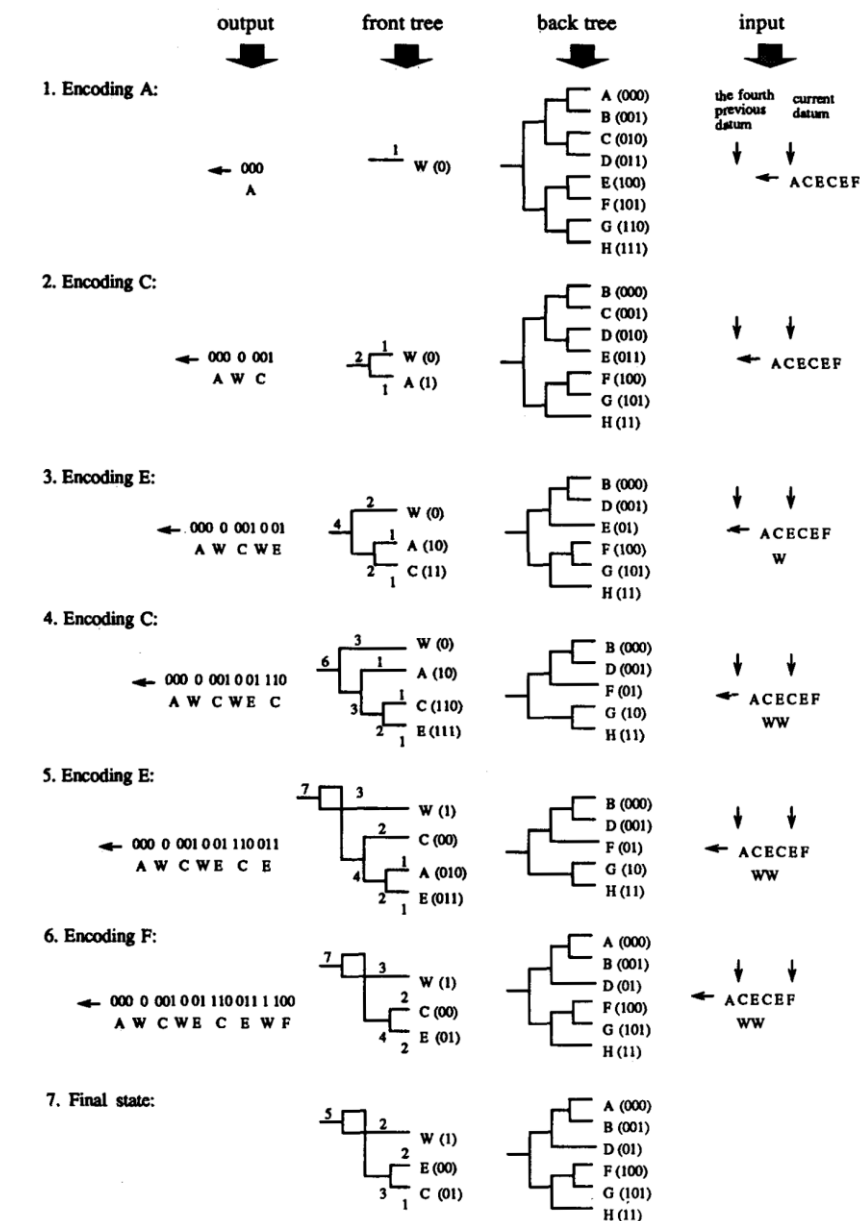 output front tree back tree input
1. Encoding A:
the fourth previous datum
current datum
A (000)
B (001)
C (010)
D (011)
E (100)
F (101)
G (110)
H (111)
1
W (0)
000
A
A C E C E F
2. Encoding C:
B (000)
C (001)
D (010)
E (011)
F (100)
G (101)
H (11)
1
2 W (0)
A (1)
1
000 0 001
A W C
A C E C E F
3. Encoding E:
B (000)
D (001)
E (01)
F (100)
G (101)
H (11)
2
W (0)
4
1
A (10)
2 C (11)
1
000 0 001 0 01
A W C W E
A C E C E F
W
4. Encoding C:
B (000)
D (001)
F (01)
G (10)
H (11)
3 W (0)
6 1 A (10)
1 C (110)
3
2 E (111)
1
000 0 001 0 01 110
A W C W E C
A C E C E F
WW
5. Encoding E:
B (000)
D (001)
F (01)
G (10)
H (11)
7 3
W (1)
2 C (00)
1 A (010)
4
2 E (011)
1
000 0 001 0 01 110 011
A W C W E C E
A C E C E F
WW
6. Encoding F:
A (000)
B (001)
D (01)
F (100)
G (101)
H (11)
7 3
W (1)
2
C (00)
4 E (01)
2
000 0 001 0 01 110 011 1 100
A W C W E C E W F
A C E C E F
WW
7. Final state:
A (000)
B (001)
D (01)
F (100)
G (101)
H (11)
5 2
W (1)
2
E (00)
3 C (01)
1